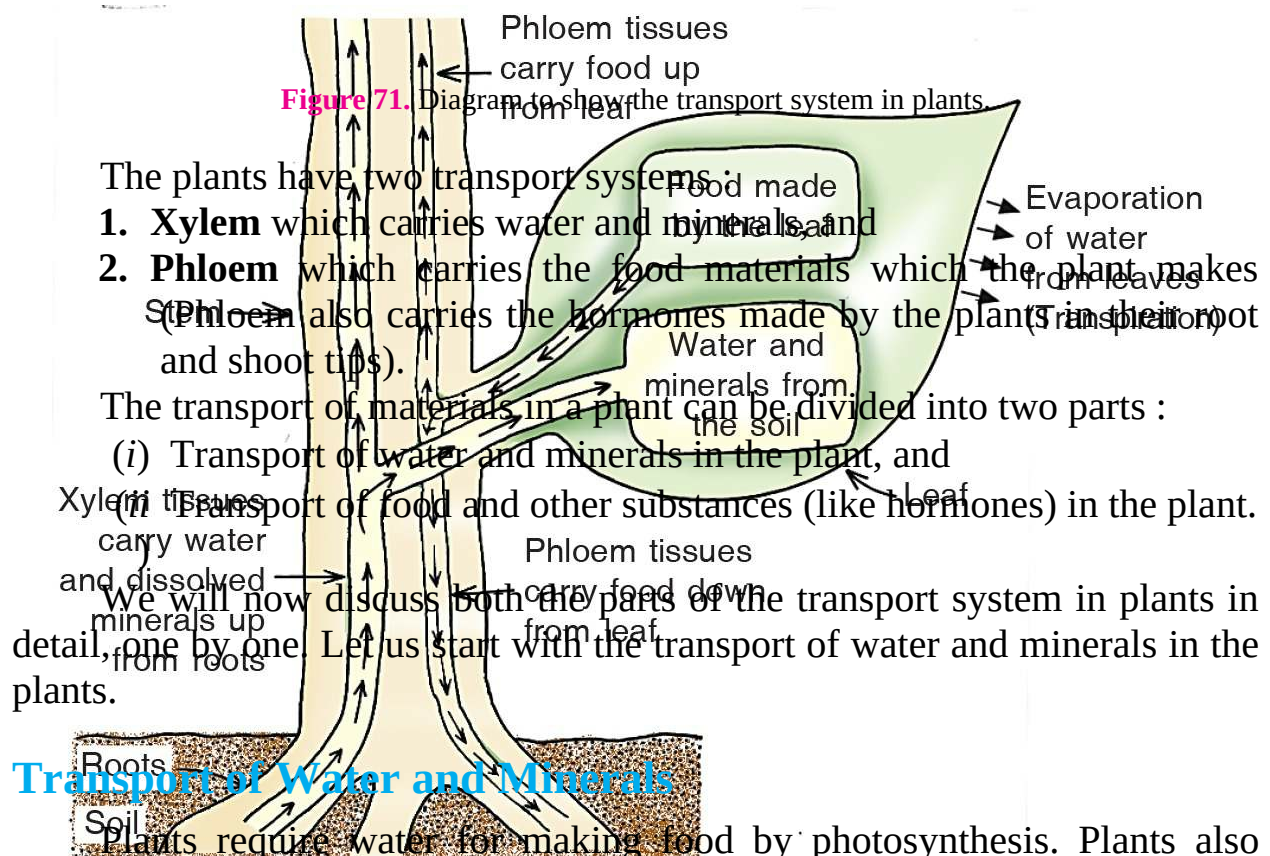 Phloem tissues
carry food up
from leaf
Figure 71. Diagram to show the transport system in plants.
The plants have two transport systems :
1. Xylem which carries water and minerals, and
2. Phloem which carries the food materials which the plant makes
(Phloem also carries the hormones made by the plants in their root
and shoot tips).
Food made
by the leaf
Evaporation
of water
from leaves
(Transpiration)
Stem
Water and
minerals from
the soil
The transport of materials in a plant can be divided into two parts :
(i) Transport of water and minerals in the plant, and
(ii Transport of food and other substances (like hormones) in the plant.
)
Leaf
Xylem tissues
carry water
and dissolved
minerals up
from roots
Phloem tissues
carry food down
from leaf
We will now discuss both the parts of the transport system in plants in
detail, one by one. Let us start with the transport of water and minerals in the
plants.
Roots
Transport of Water and Minerals
Soil
Plants require water for making food by photosynthesis. Plants also